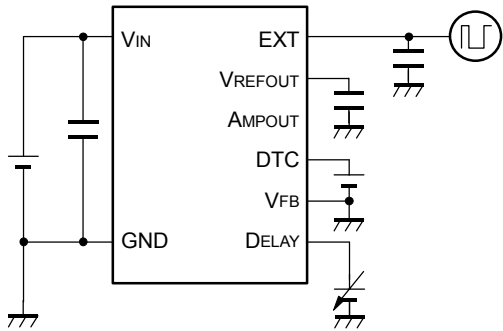 VIN EXT
VREFOUT
AMPOUT
DTC
VFB
GND DELAY